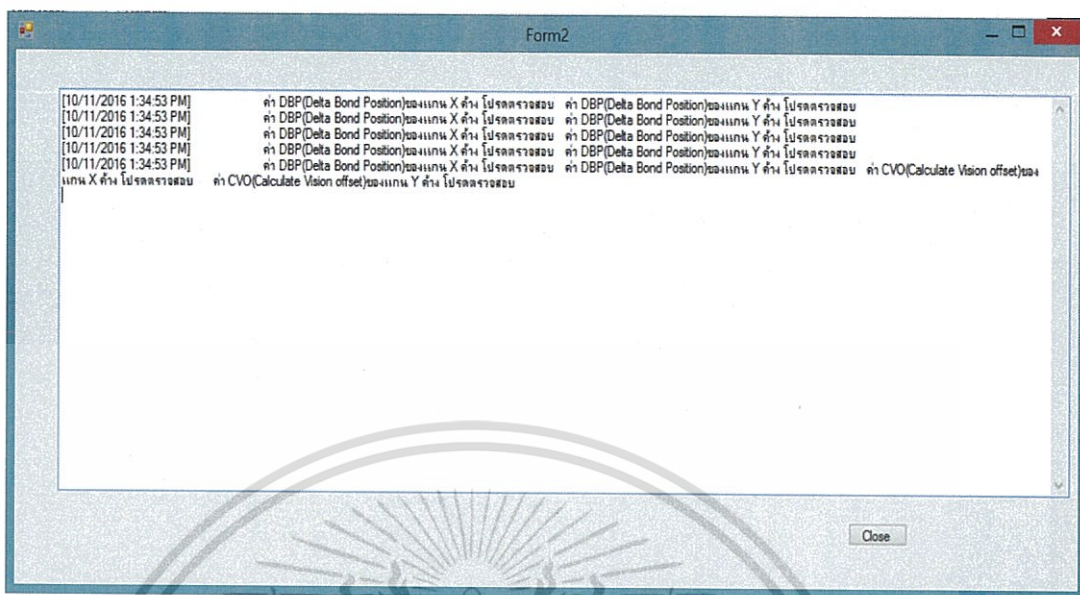 Form2
[10/11/2016 1:34:53 PM] ค่า DBP(Delta Bond Position)ของแกน X ค้าง โปรดตรวจสอบ ค่า DBP(Delta Bond Position)ของแกน Y ค้าง โปรดตรวจสอบ
[10/11/2016 1:34:53 PM] ค่า DBP(Delta Bond Position)ของแกน X ค้าง โปรดตรวจสอบ ค่า DBP(Delta Bond Position)ของแกน Y ค้าง โปรดตรวจสอบ
[10/11/2016 1:34:53 PM] ค่า DBP(Delta Bond Position)ของแกน X ค้าง โปรดตรวจสอบ ค่า DBP(Delta Bond Position)ของแกน Y ค้าง โปรดตรวจสอบ
[10/11/2016 1:34:53 PM] ค่า DBP(Delta Bond Position)ของแกน X ค้าง โปรดตรวจสอบ ค่า DBP(Delta Bond Position)ของแกน Y ค้าง โปรดตรวจสอบ
[10/11/2016 1:34:53 PM] ค่า DBP(Delta Bond Position)ของแกน X ค้าง โปรดตรวจสอบ ค่า DBP(Delta Bond Position)ของแกน Y ค้าง โปรดตรวจสอบ ค่า CVO(Calculate Vision offset)ของ
แกน X ค้าง โปรดตรวจสอบ ค่า CVO(Calculate Vision offset)ของแกน Y ค้าง โปรดตรวจสอบ
Close